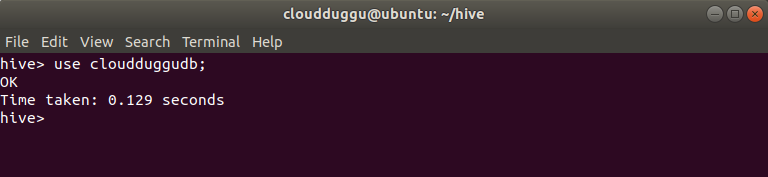 cloudduggu@ubuntu: ~/hive
File Edit View Search Terminal Help
hive> use cloudduggudb;
OK
Time taken: 0.129 seconds
hive>